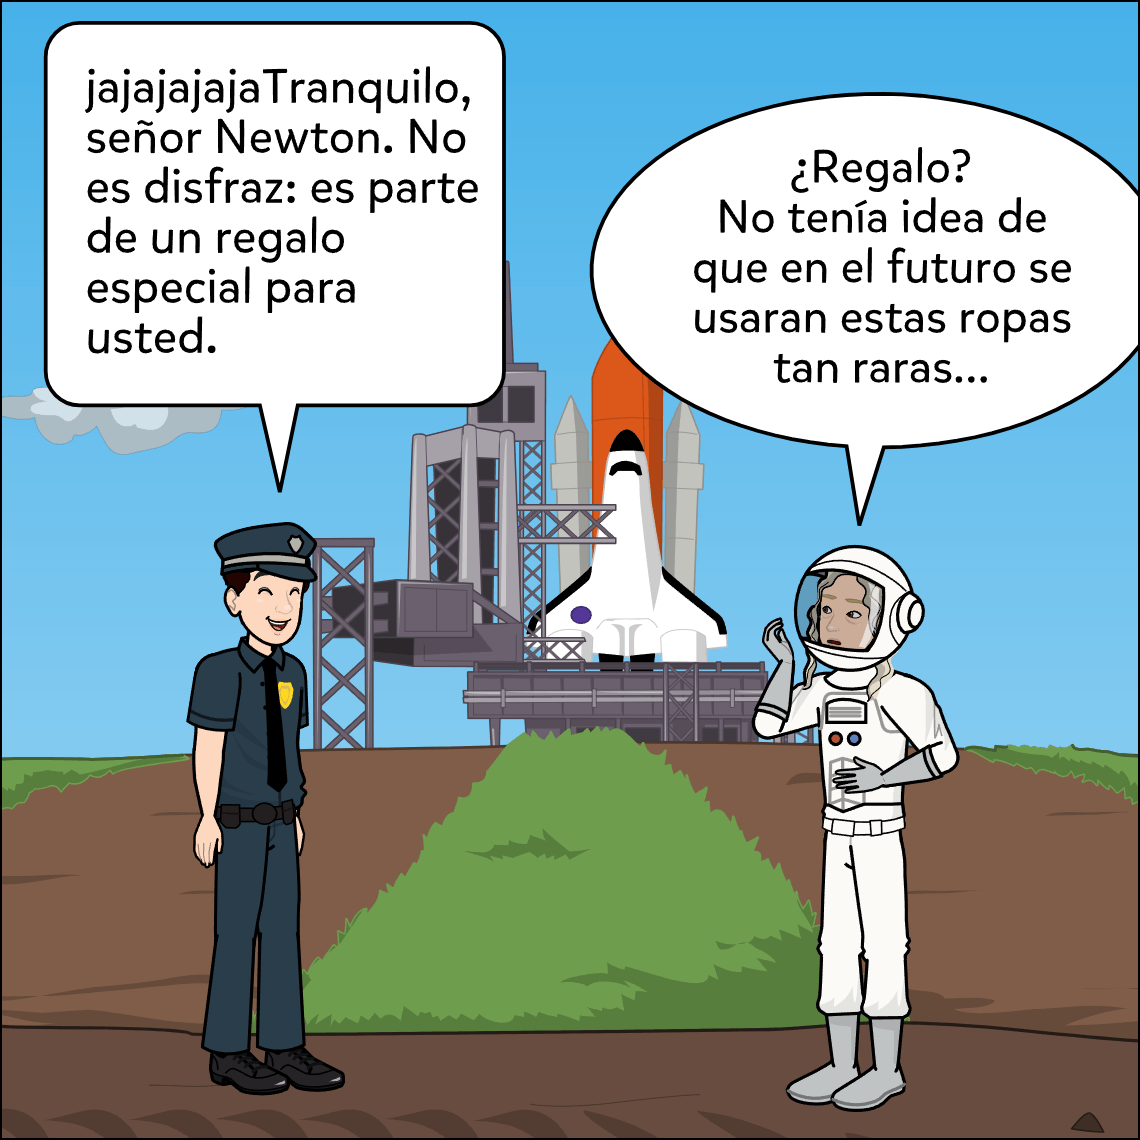 jajajajajaTranquilo,
señor Newton. No
es disfraz: es parte
de un regalo
especial para
usted.
¿Regalo?
No tenía idea de
que en el futuro se
usaran estas ropas
tan raras...